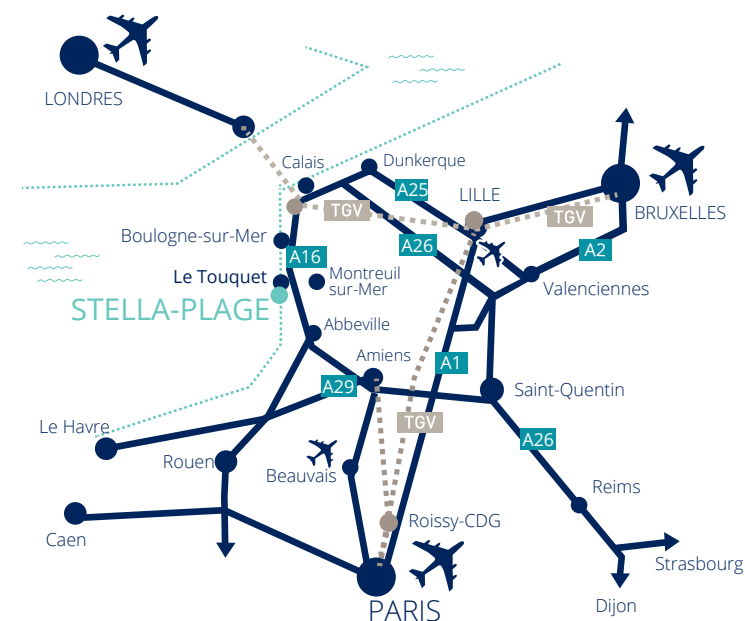 LONDRES
Calais
Dunkerque
A25
LILLE
TGV
TGV
BRUXELLES
Boulogne-sur-Mer
A16
A26
A2
Le Touquet
Montreuil
sur-Mer
Valenciennes
STELLA-PLAGE
Abbeville
Amiens
A1
A29
Saint-Quentin
TGV
Le Havre
A26
Rouen
Beauvais
Reims
Roissy-CDG
Caen
Strasbourg
PARIS
Dijon